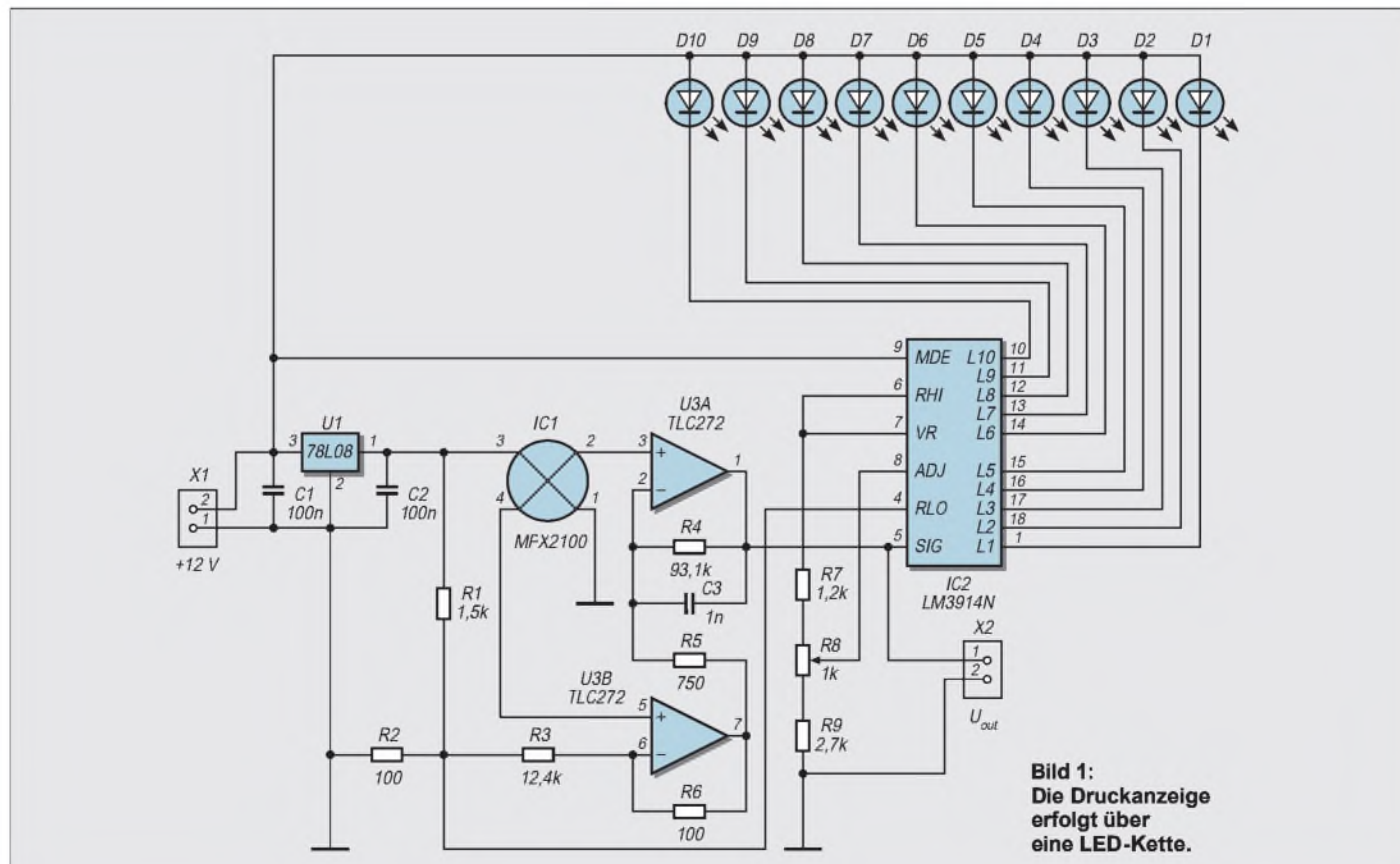 D10 D9 D8 D7 D6 D5 D4 D3 D2 D1
9 MDE L10 10
L9 11
6 RHI L8 12
L7 13
7 VR L6 14
8 ADJ L5 15
L4 16
4 RLO L3 17
L2 18
5 SIG L1 1
IC2
LM3914N
U1
3 78L08 1
2
X1
2
1
+12 V
C1
100n
C2
100n
IC1
3 2
4 1
MFX2100
U3A
TLC272
3 +
2 –
1
R4
93,1k
C3
1n
R5
750
R1
1,5k
U3B
TLC272
5 +
6 –
7
R2
100
R3
12,4k
R6
100
R7
1,2k
R8
1k
R9
2,7k
X2
1
2
Uout
Bild 1:
Die Druckanzeige
erfolgt über
eine LED-Kette.